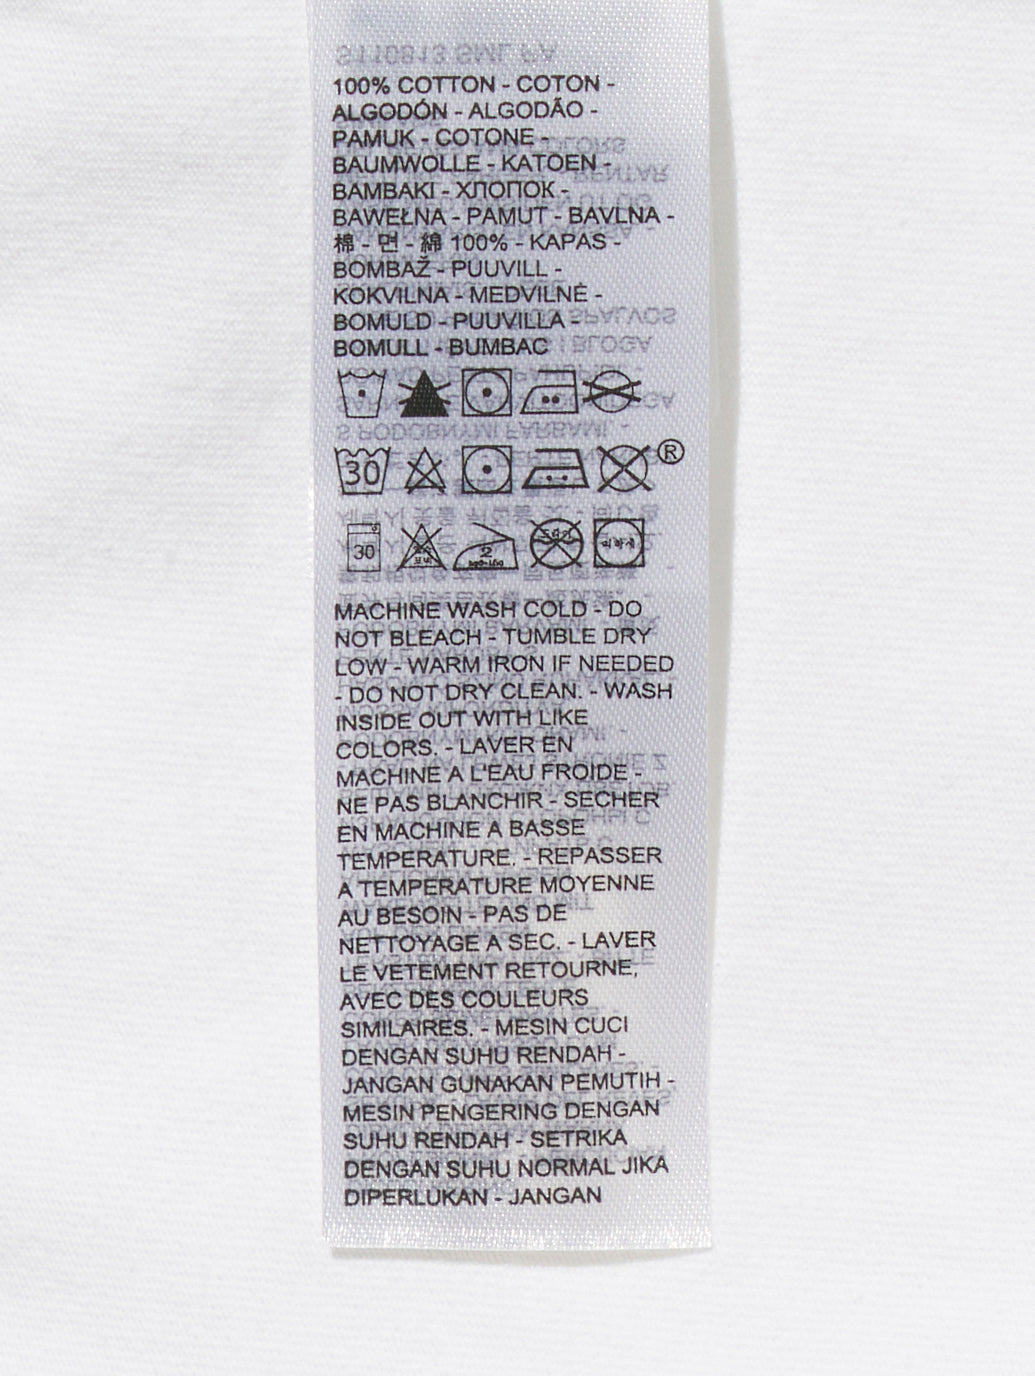 100% COTTON - COTON -
ALGODÓN - ALGODÃO -
PAMUK - COTONE -
BAUMWOLLE - KATOEN -
BAMBAKI - ХЛОПОК -
BAWEŁNA - PAMUT - BAVLNA -
棉 - 면 - 綿 100% - KAPAS -
BOMBAŽ - PUUVILL -
KOKVILNA - MEDVILNĖ -
BOMULD - PUUVILLA -
BOMULL - BUMBAC
30 ®
30
MACHINE WASH COLD - DO
NOT BLEACH - TUMBLE DRY
LOW - WARM IRON IF NEEDED
- DO NOT DRY CLEAN. - WASH
INSIDE OUT WITH LIKE
COLORS. - LAVER EN
MACHINE A L'EAU FROIDE -
NE PAS BLANCHIR - SECHER
EN MACHINE A BASSE
TEMPERATURE. - REPASSER
A TEMPERATURE MOYENNE
AU BESOIN - PAS DE
NETTOYAGE A SEC. - LAVER
LE VETEMENT RETOURNE,
AVEC DES COULEURS
SIMILAIRES. - MESIN CUCI
DENGAN SUHU RENDAH -
JANGAN GUNAKAN PEMUTIH -
MESIN PENGERING DENGAN
SUHU RENDAH - SETRIKA
DENGAN SUHU NORMAL JIKA
DIPERLUKAN - JANGAN